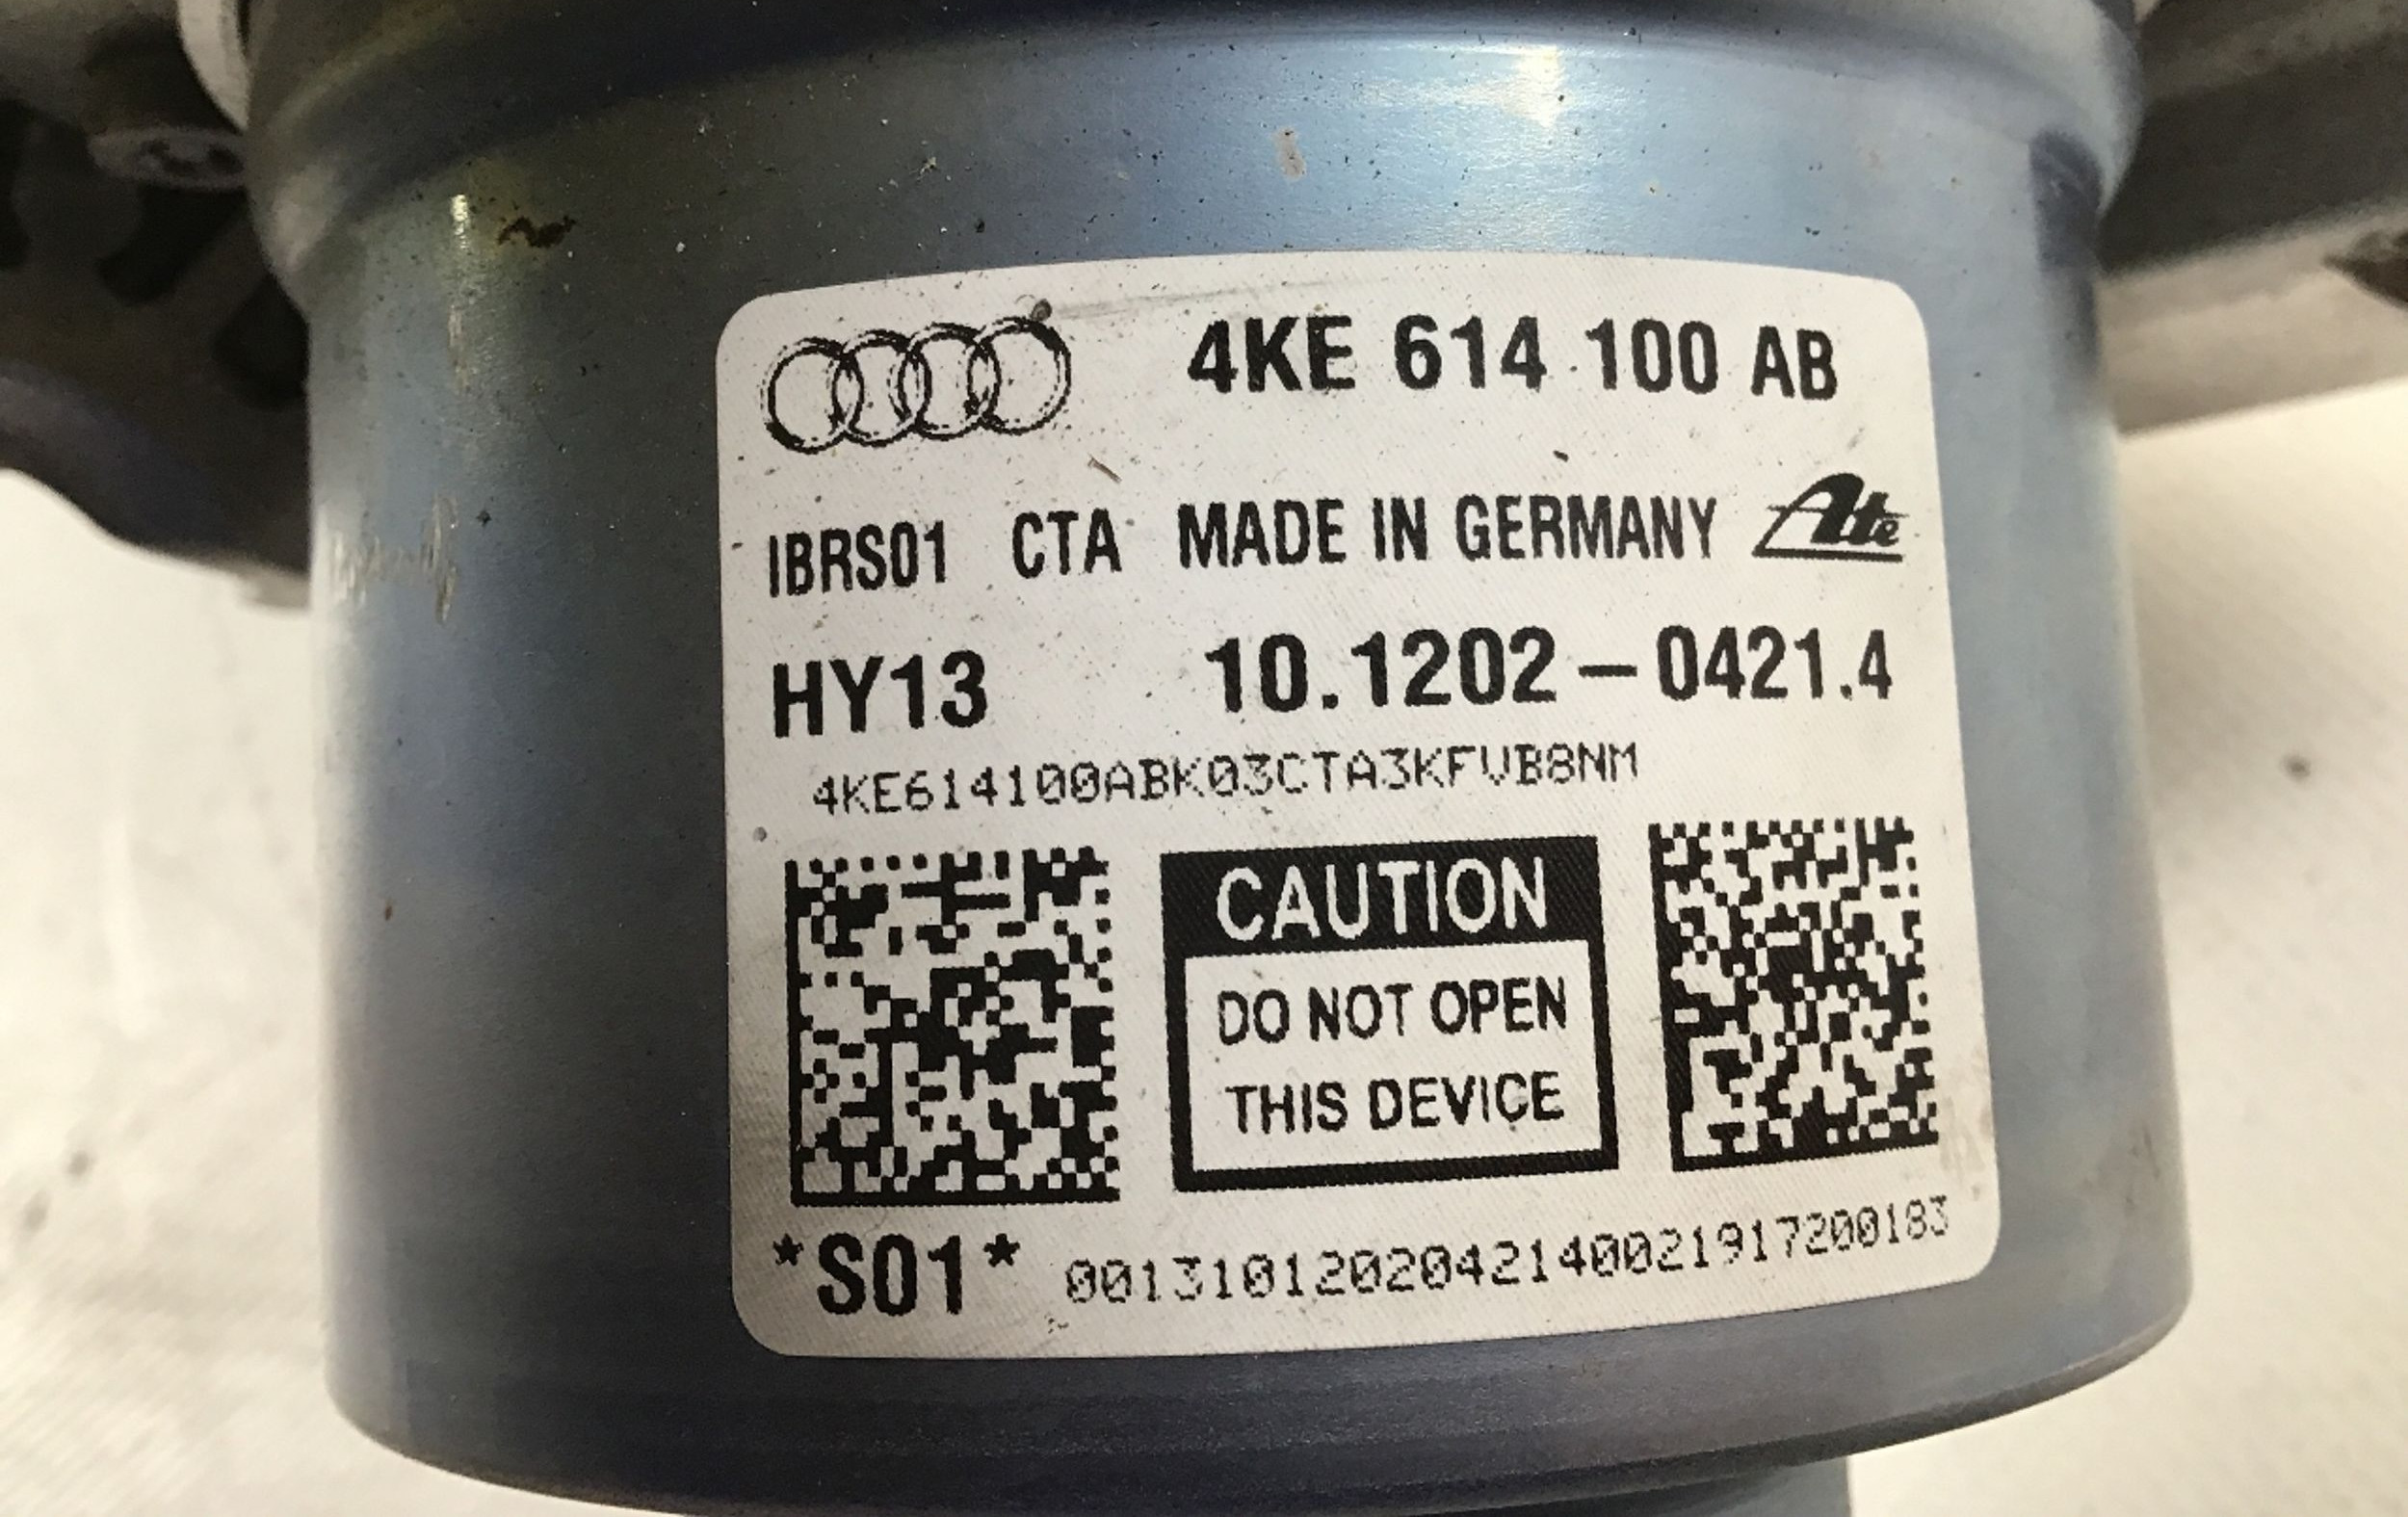 4KE 614 100 AB
IBRS01 CTA MADE IN GERMANY Ate
HY13 10.1202-0421.4
4KE614100ABK03CTA3KFVB8NM
CAUTION
DO NOT OPEN
THIS DEVICE
*S01*0013101202042140021917200183